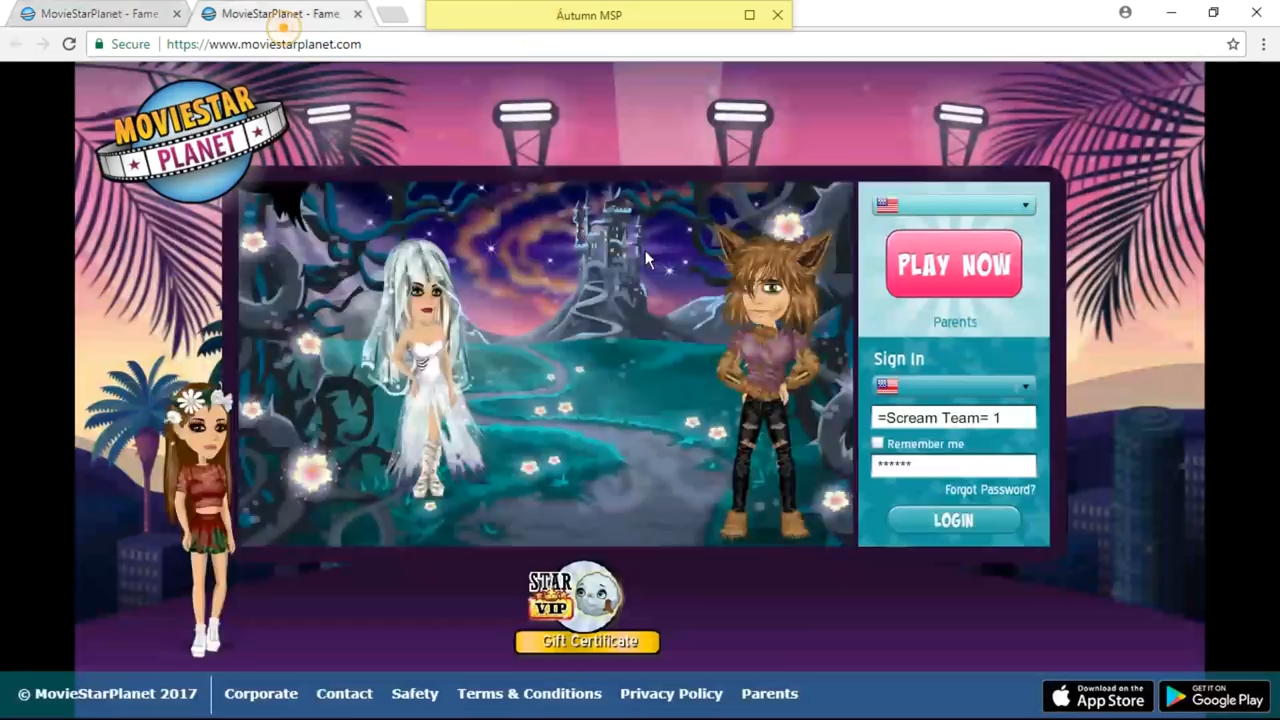 MovieStarPlanet - Fame,
MovieStarPlanet - Fame,
Áutumn MSP
Secure
https://www.moviestarplanet.com
MOVIESTAR
PLANET
PLAY NOW
Parents
Sign In
=Scream Team= 1
Remember me
******
Forgot Password?
LOGIN
STAR
VIP
Gift Certificate
© MovieStarPlanet 2017
Corporate
Contact
Safety
Terms & Conditions
Privacy Policy
Parents
Download on the
App Store
GET IT ON
Google Play